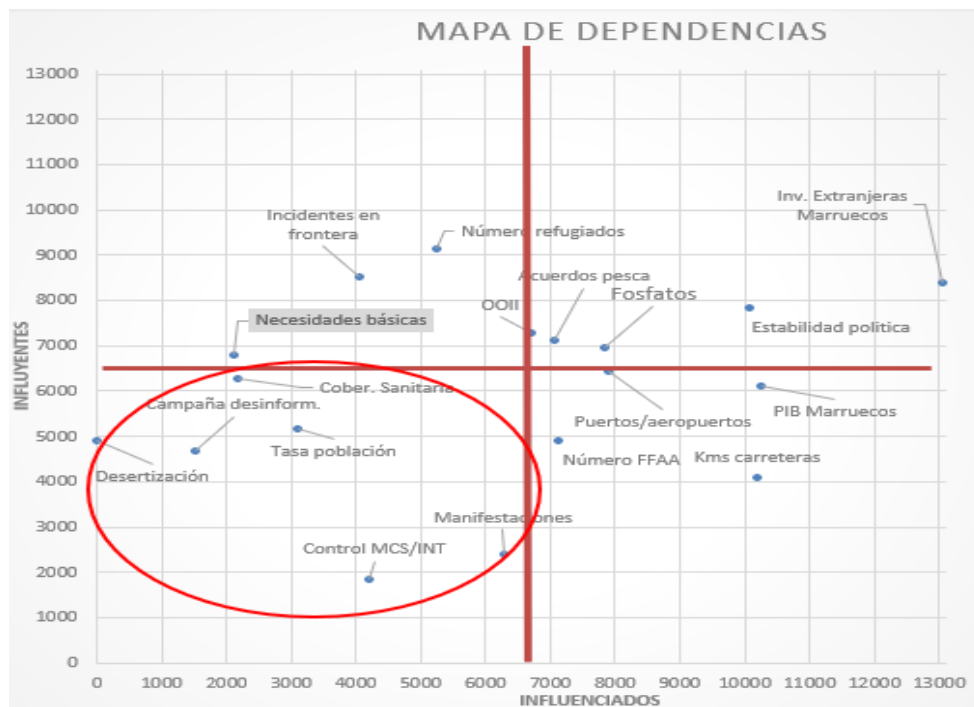 MAPA DE DEPENDENCIAS
13000
12000
11000
10000
9000
8000
7000
6000
5000
4000
3000
2000
1000
0
INFLUYENTES
Inv. Extranjeras
Marruecos
Incidentes en
frontera
Número refugiados
Acuerdos pesca
OOII
Fosfatos
Necesidades básicas
Estabilidad politica
Cober. Sanitaria
Campaña desinform.
PIB Marruecos
Puertos/aeropuertos
Tasa población
Número FFAA
Kms carreteras
Desertización
Manifestaciones
Control MCS/INT
0 1000 2000 3000 4000 5000 6000 7000 8000 9000 10000 11000 12000 13000
INFLUENCIADOS